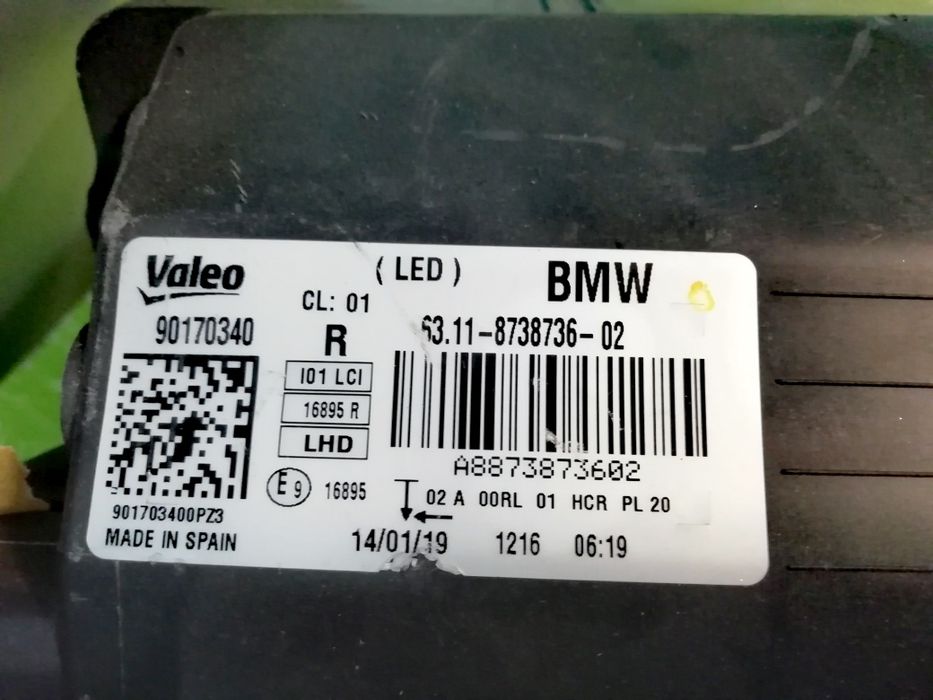 Valeo
( LED )
BMW
CL: 01
90170340
R
63.11-8738736-02
I01 LCI
16895 R
LHD
A8873873602
E9 16895
02 A 00RL 01 HCR PL 20
901703400PZ3
MADE IN SPAIN
14/01/19 1216 06:19